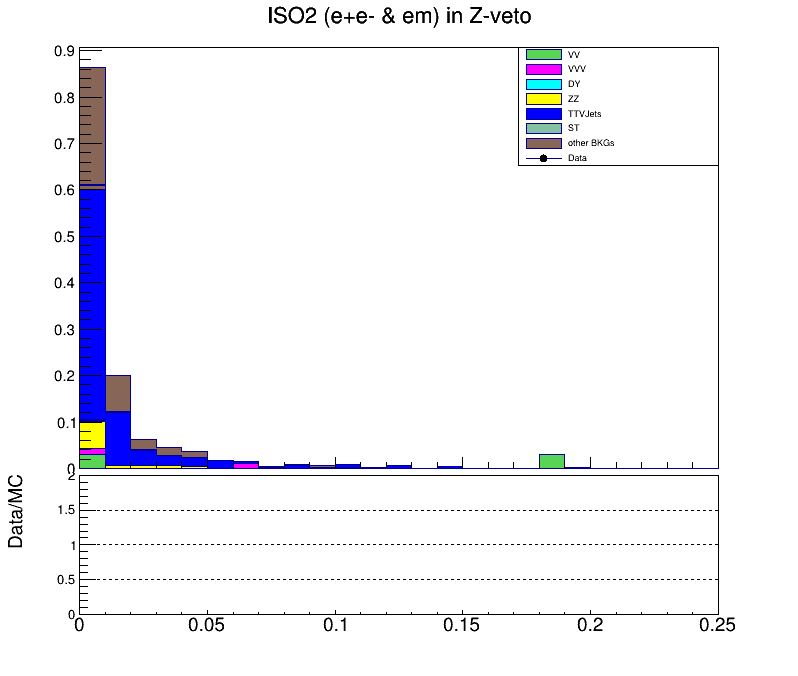 ISO2 (e+e- & em) in Z-veto
VV
VVV
DY
ZZ
TTVJets
ST
other BKGs
Data
0.9
0.8
0.7
0.6
0.5
0.4
0.3
0.2
0.1
0
Data/MC
2
1.5
1
0.5
0
0 0.05 0.1 0.15 0.2 0.25